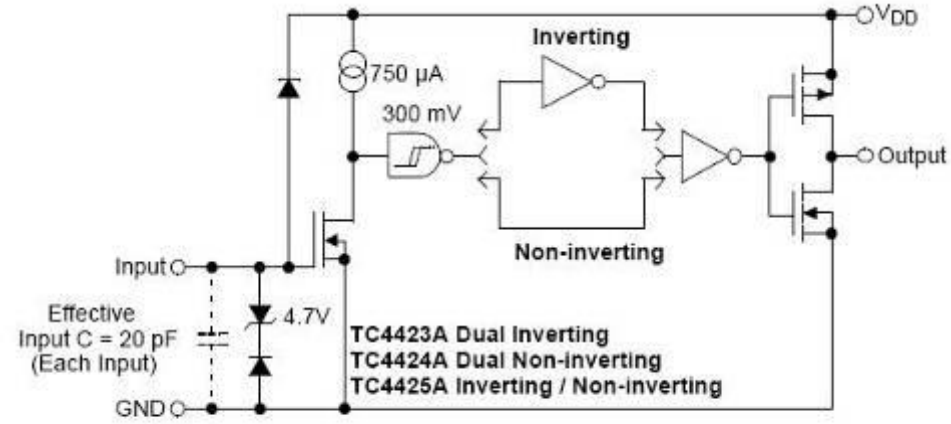 VDD
Inverting
750 µA
300 mV
Output
Non-inverting
Input
Effective
Input C = 20 pF
(Each Input)
4.7V
TC4423A Dual Inverting
TC4424A Dual Non-inverting
TC4425A Inverting / Non-inverting
GND